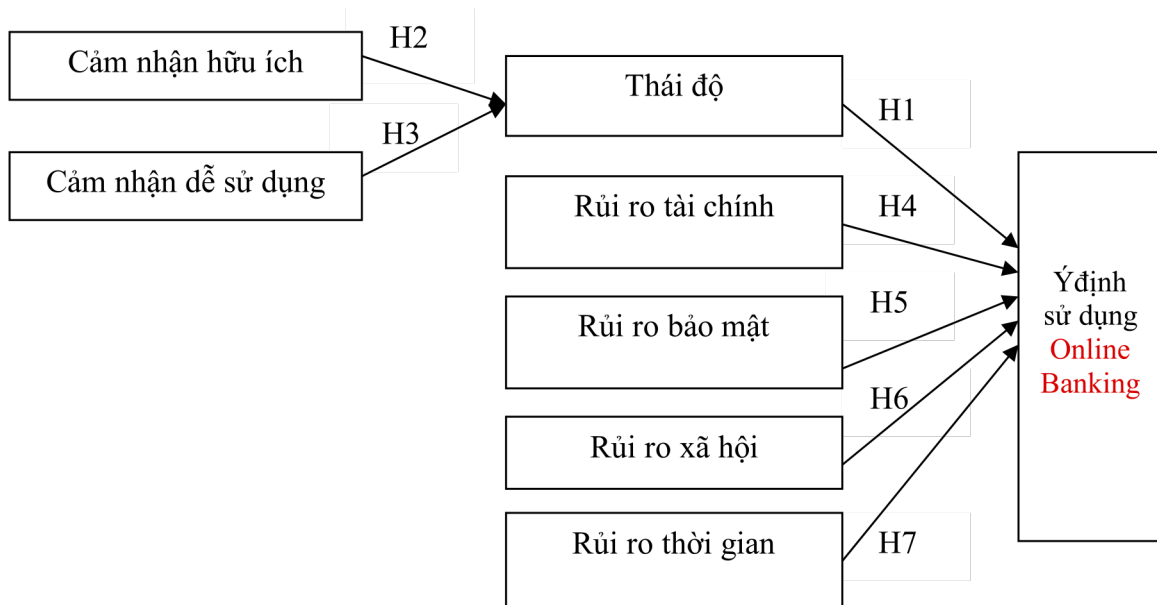 Cảm nhận hữu ích
H2
Thái độ
H1
H3
Cảm nhận dễ sử dụng
Rủi ro tài chính
H4
Rủi ro bảo mật
H5
Ýđịnh
sử dụng
Online
Banking
Rủi ro xã hội
H6
Rủi ro thời gian
H7